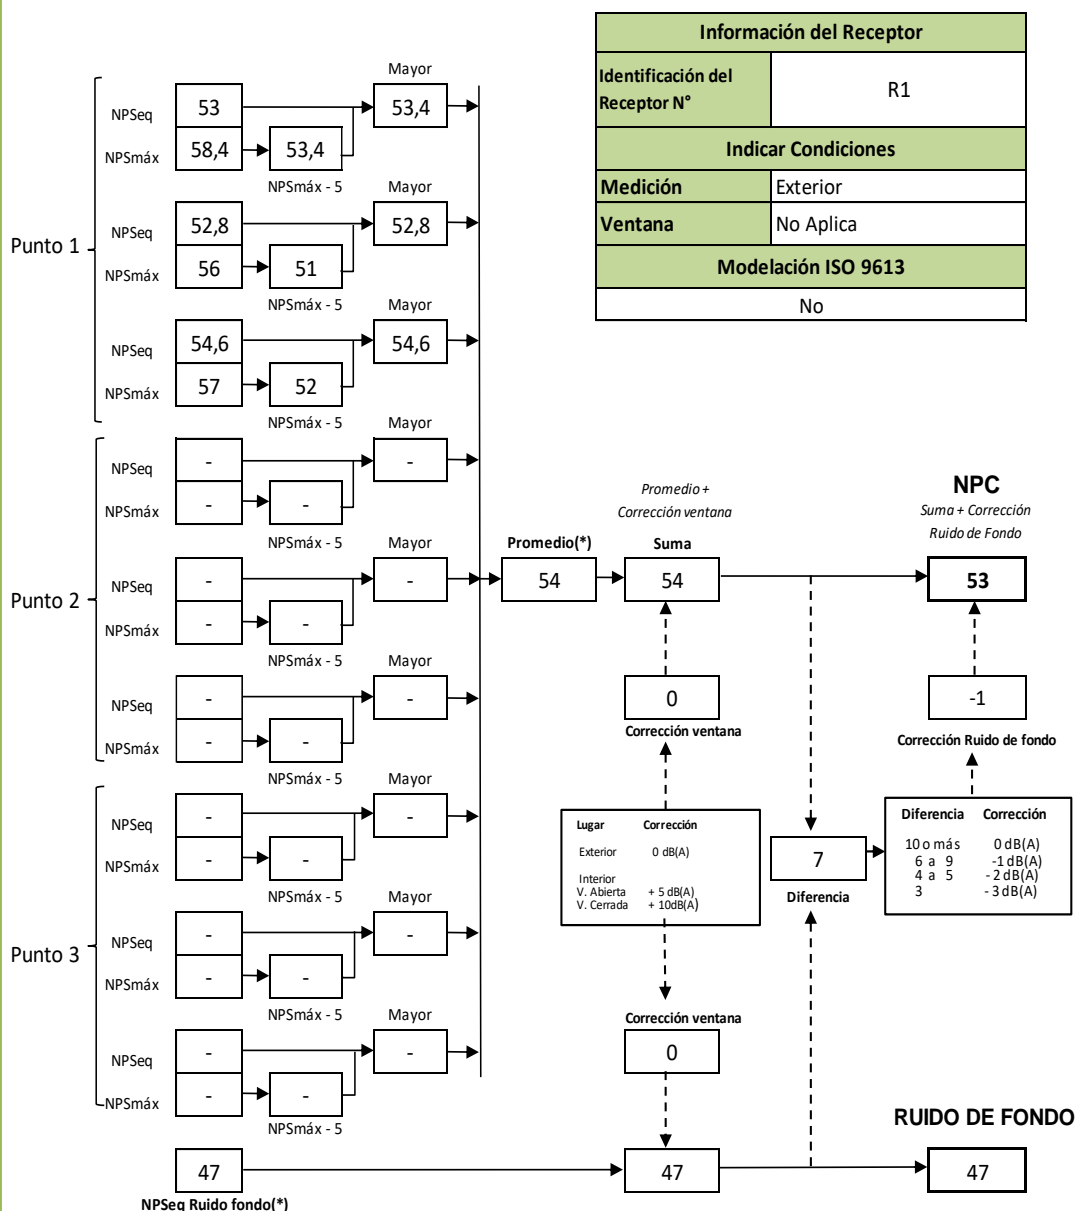 Información del Receptor
Identificación del Receptor N°
R1
Indicar Condiciones
Medición Exterior
Ventana No Aplica
Modelación ISO 9613
No
Punto 1
Mayor
NPSeq 53 53,4
NPSmáx 58,4 53,4
NPSmáx - 5
Mayor
NPSeq 52,8 52,8
NPSmáx 56 51
NPSmáx - 5
Mayor
NPSeq 54,6 54,6
NPSmáx 57 52
NPSmáx - 5
Punto 2
Mayor
NPSeq - -
NPSmáx - -
NPSmáx - 5
Mayor
NPSeq - -
NPSmáx - -
NPSmáx - 5
Mayor
NPSeq - -
NPSmáx - -
NPSmáx - 5
Punto 3
Mayor
NPSeq - -
NPSmáx - -
NPSmáx - 5
Mayor
NPSeq - -
NPSmáx - -
NPSmáx - 5
Mayor
NPSeq - -
NPSmáx - -
NPSmáx - 5
47
NPSeq Ruido fondo(*)
Promedio(*)
54
Promedio +
Corrección ventana
Suma
54
0
Corrección ventana
Lugar Corrección
Exterior 0 dB(A)
Interior
V. Abierta + 5 dB(A)
V. Cerrada + 10dB(A)
Corrección ventana
0
47
7
Diferencia
NPC
Suma + Corrección
Ruido de Fondo
53
-1
Corrección Ruido de fondo
Diferencia Corrección
10 o más 0 dB(A)
6 a 9 -1 dB(A)
4 a 5 - 2 dB(A)
3 - 3 dB(A)
RUIDO DE FONDO
47